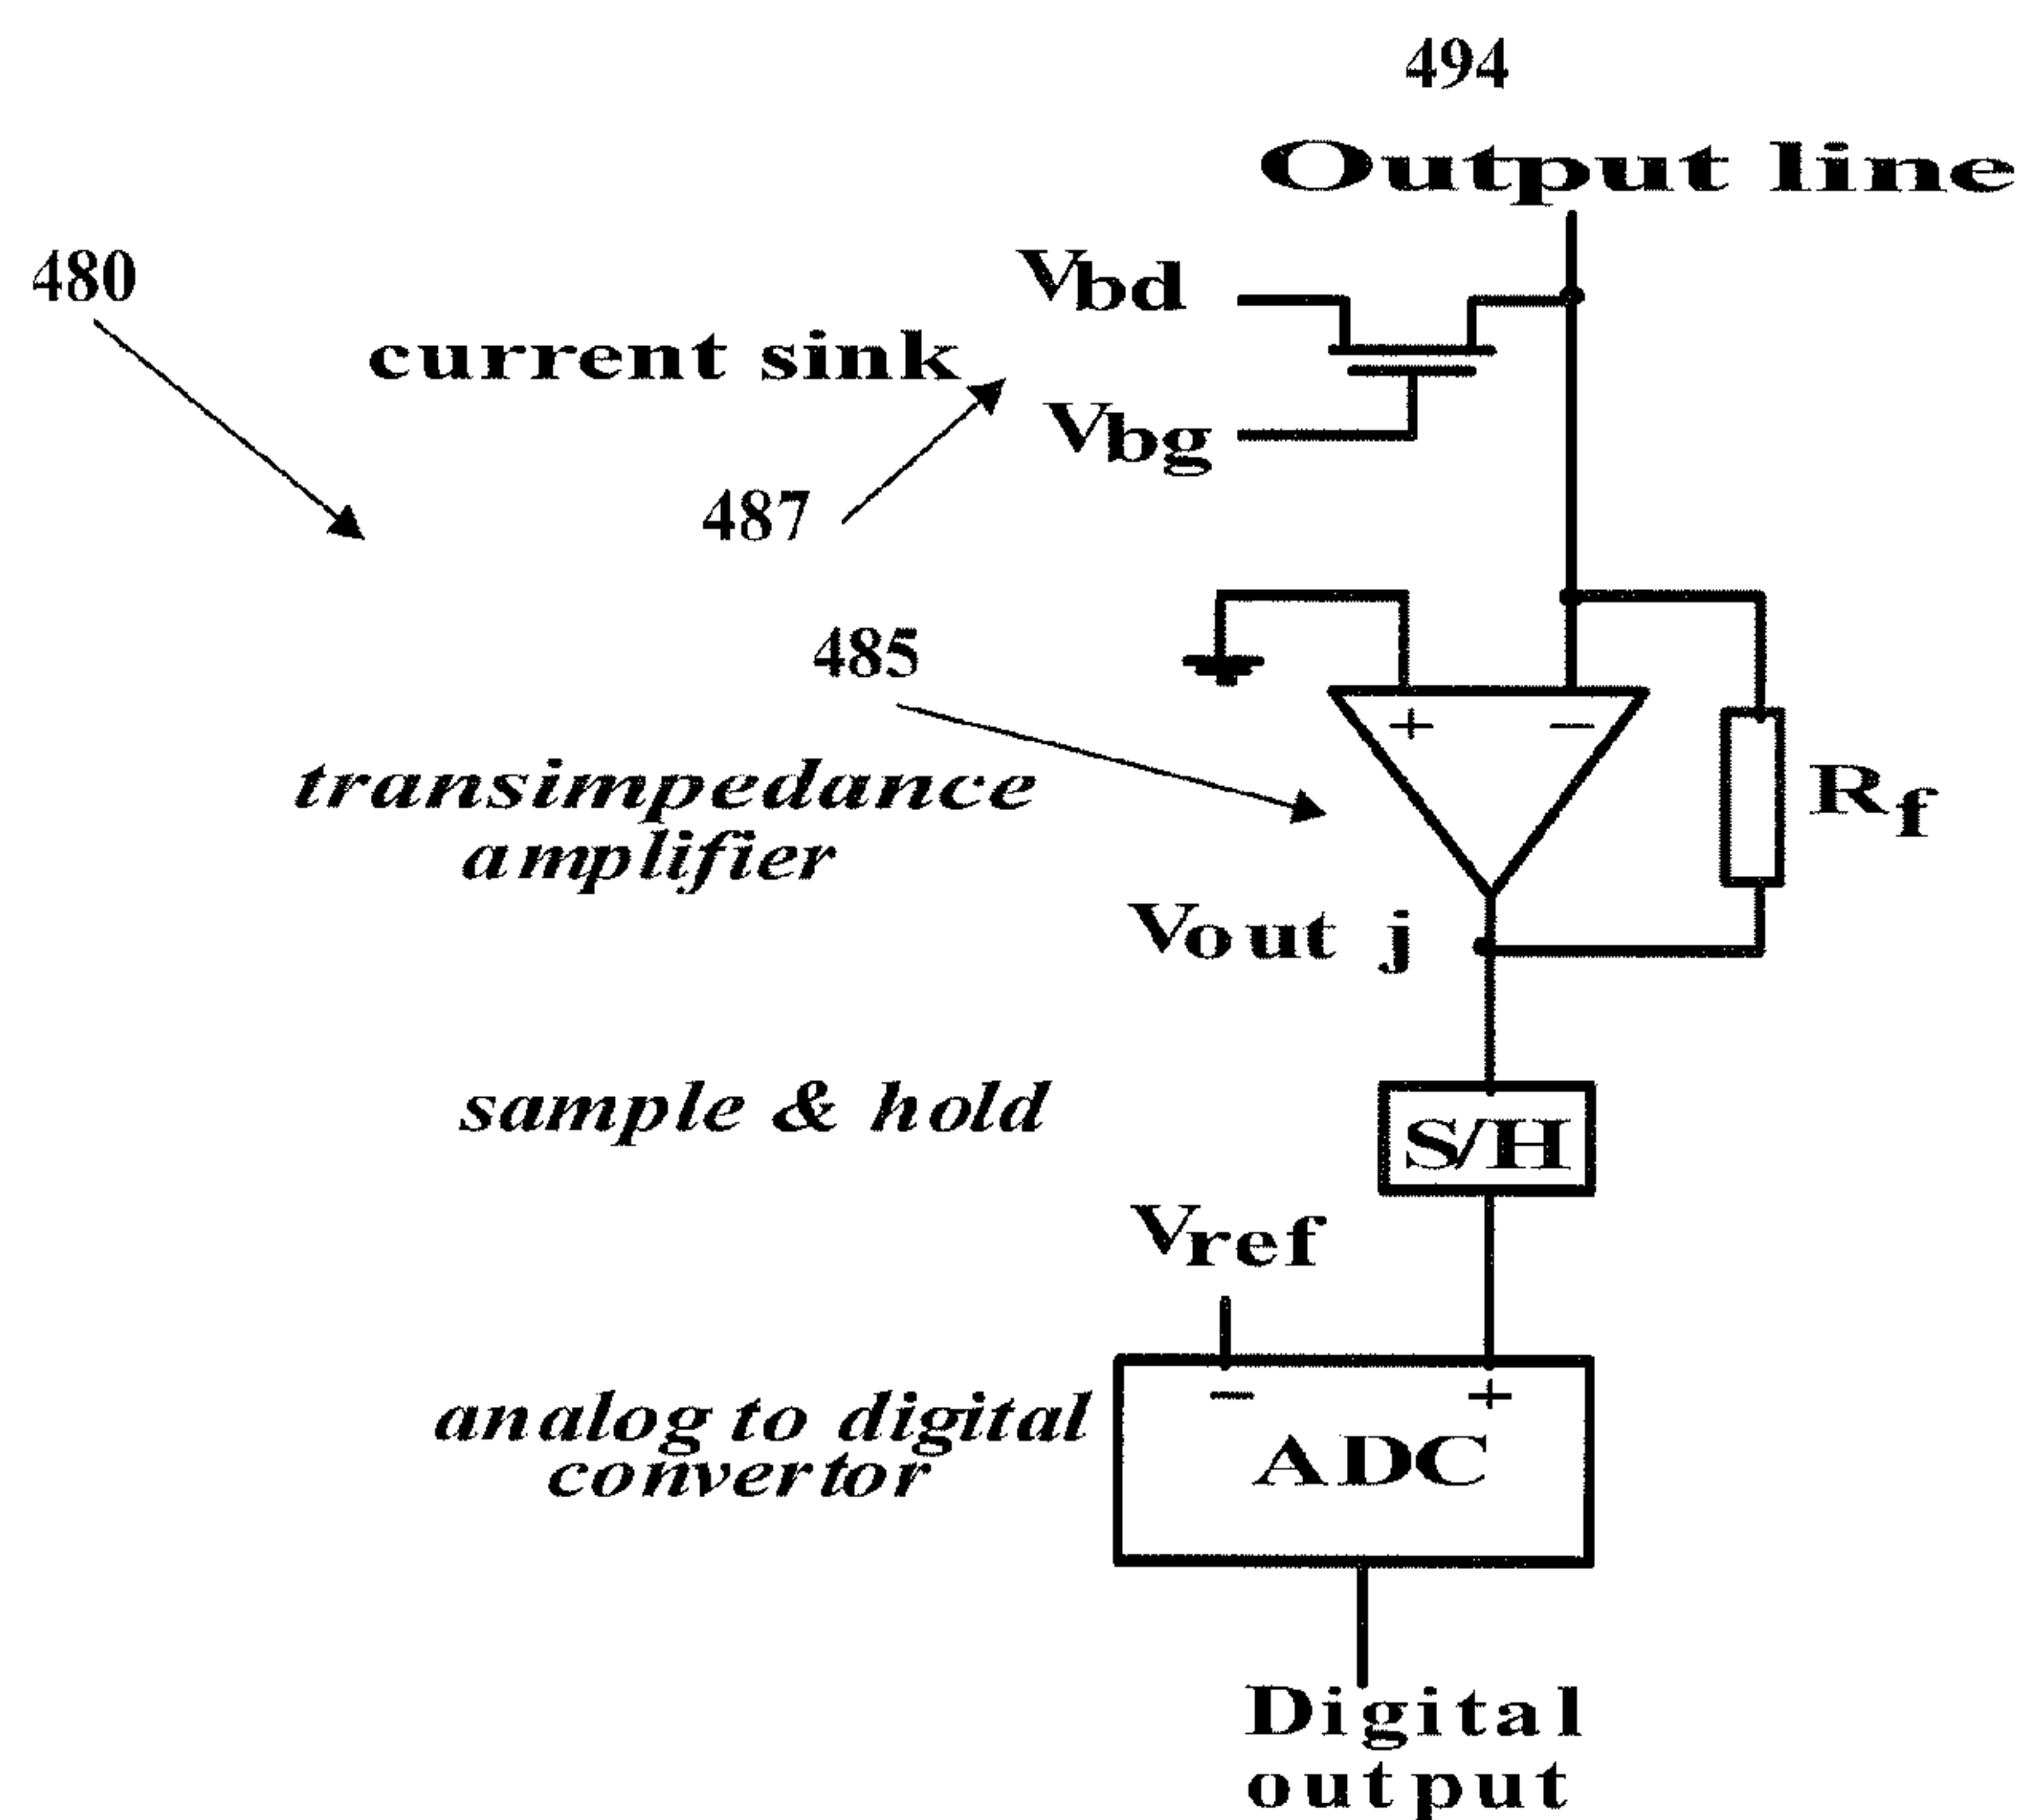 494
Output line
480
Vbd
current sink
Vbg
487
485
+ −
transimpedance
amplifier
Rf
Vout j
sample & hold
S/H
Vref
− +
analog to digital
convertor
ADC
Digital
output